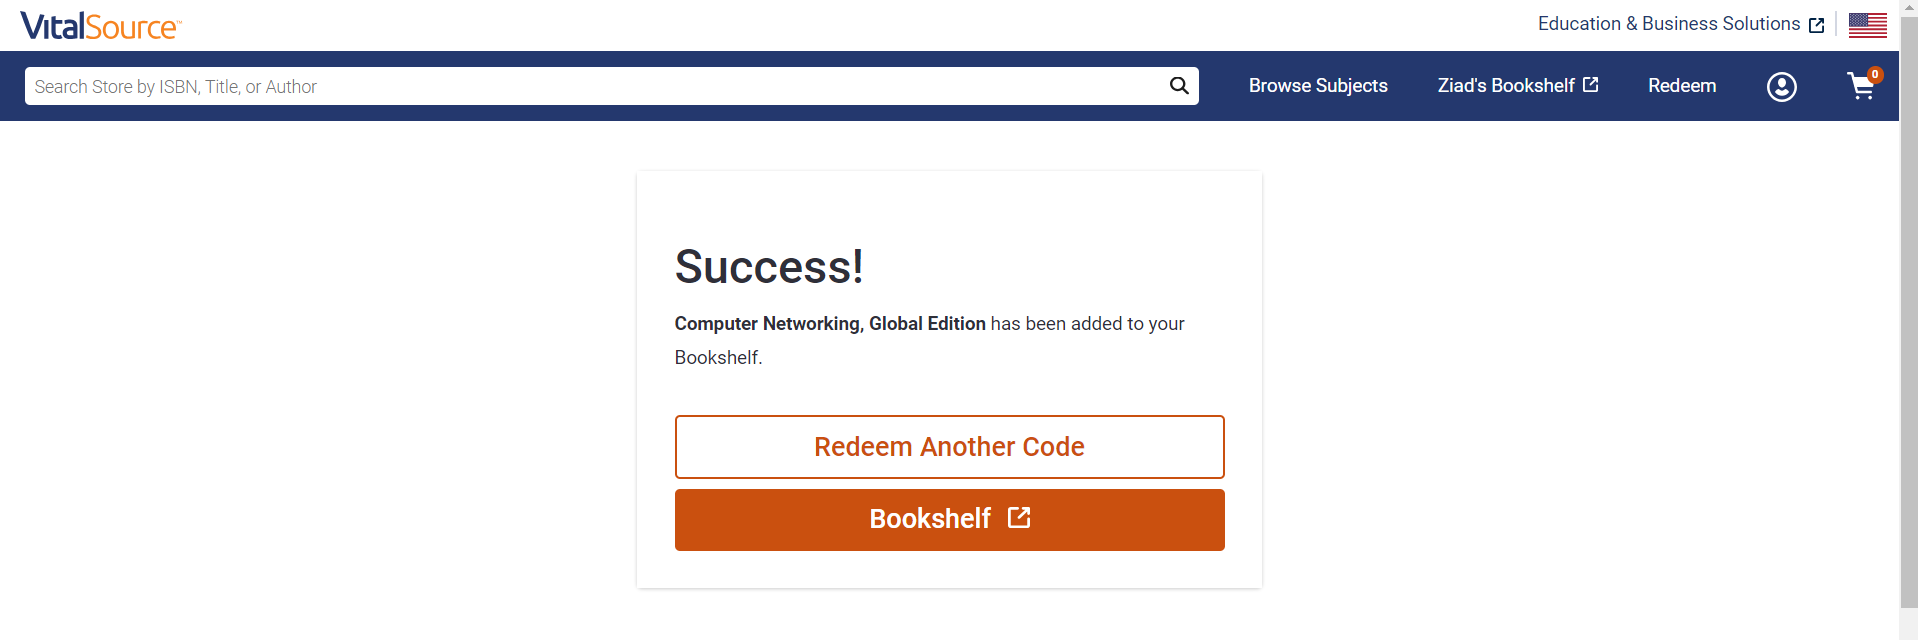 VitalSource™
Education & Business Solutions
Search Store by ISBN, Title, or Author
Browse Subjects
Ziad's Bookshelf
Redeem
0
Success!
Computer Networking, Global Edition has been added to your
Bookshelf.
Redeem Another Code
Bookshelf